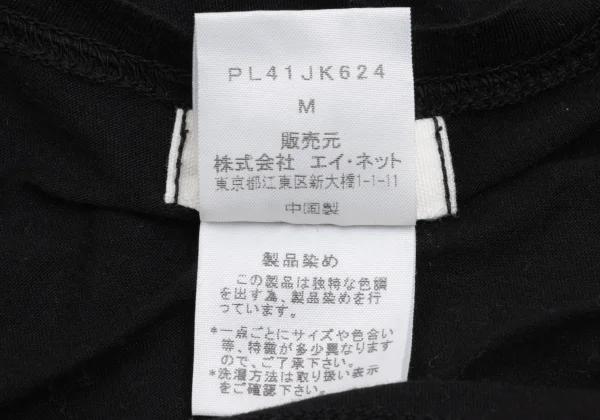 PL41JK624
M
販売元
株式会社 エイ・ネット
東京都江東区新大橋1-1-11
中国製
製品染め
この製品は独特な色調
を出す為、製品染めを行
っています。
*一点ごとにサイズや色合い
等、特徴が多少異なります
ので、ご了承下さい。
*洗濯方法は取り扱い表示
をご確認下さい。